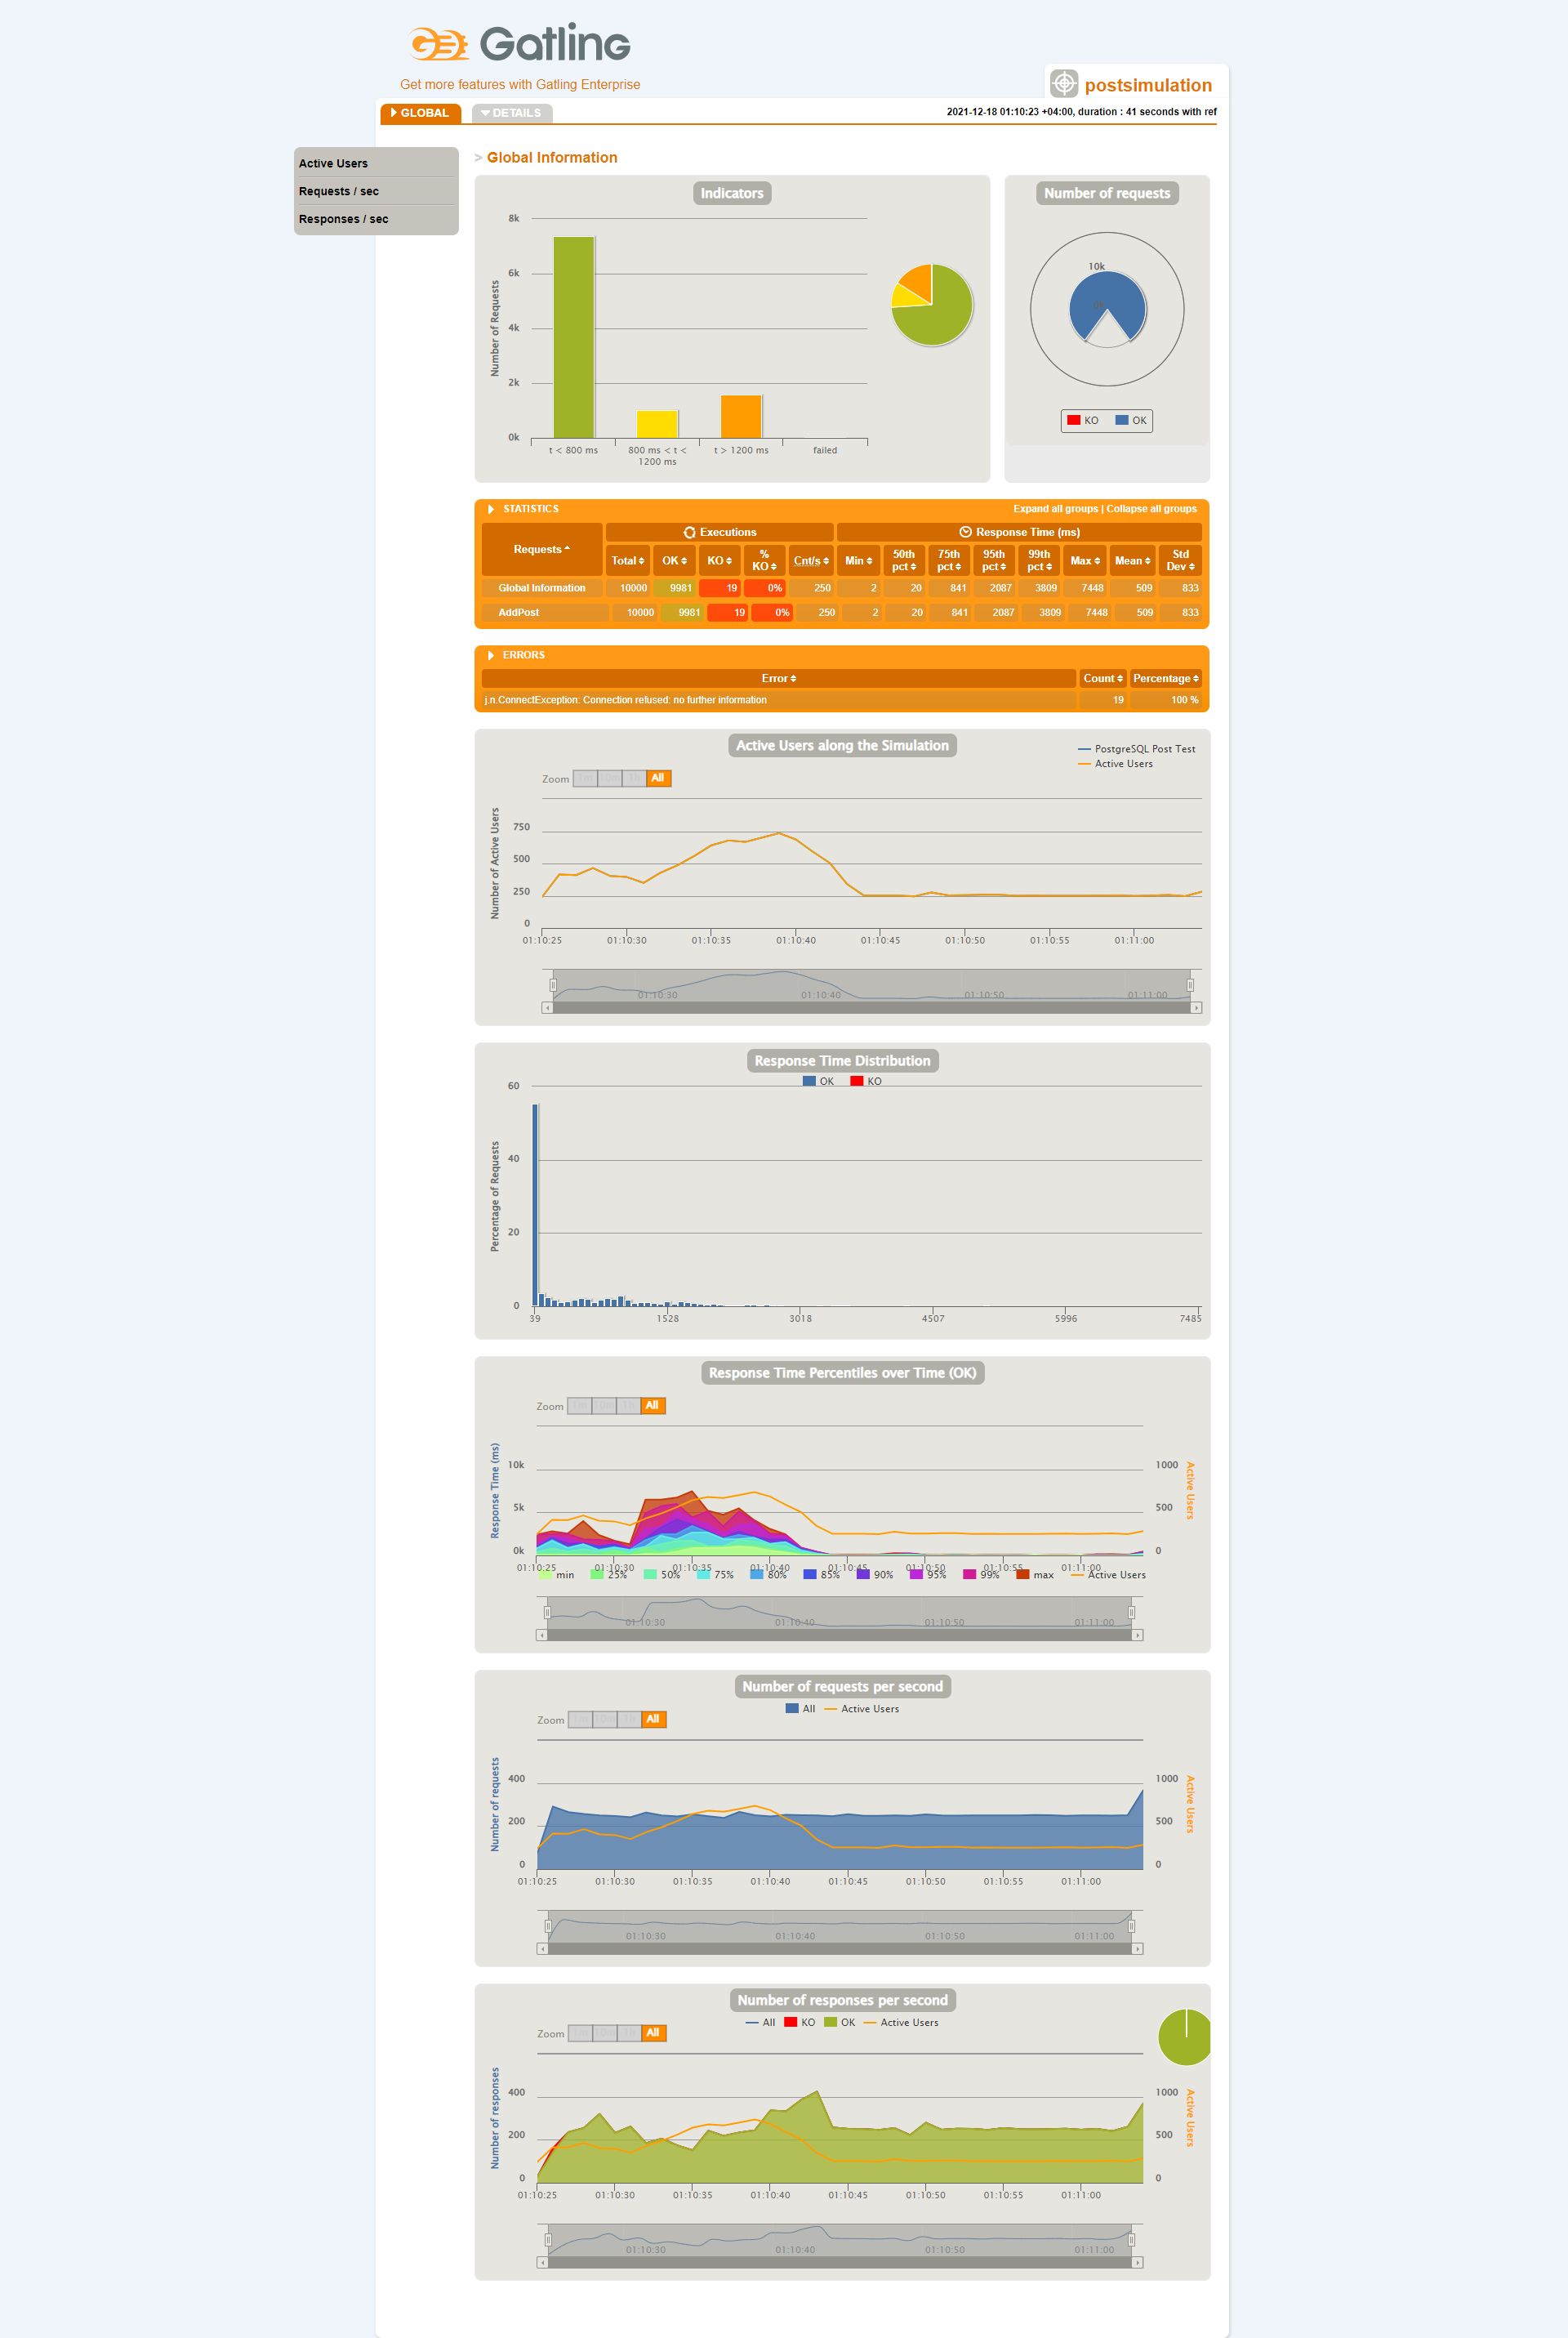 Gatling
Get more features with Gatling Enterprise
postsimulation
GLOBAL
DETAILS
2021-12-18 01:10:23 +04:00, duration : 41 seconds with ref
Active Users
Requests / sec
Responses / sec
> Global Information
Indicators
8k
6k
4k
2k
0k
Number of Requests
t < 800 ms
800 ms < t <
1200 ms
t > 1200 ms
failed
Number of requests
10k
KO
OK
STATISTICS
Expand all groups | Collapse all groups
Requests
Executions
Response Time (ms)
Total OK KO % KO Cnt/s Min 50th pct 75th pct 95th pct 99th pct Max Mean Std Dev
Global Information 10000 9981 19 0% 250 2 20 841 2087 3809 7448 509 833
AddPost 10000 9981 19 0% 250 2 20 841 2087 3809 7448 509 833
ERRORS
Error Count Percentage
j.n.ConnectException: Connection refused: no further information 19 100 %
Active Users along the Simulation
PostgreSQL Post Test
Active Users
Zoom
All
Number of Active Users
750
500
250
0
01:10:25 01:10:30 01:10:35 01:10:40 01:10:45 01:10:50 01:10:55 01:11:00
01:10:30 01:10:40 01:10:50 01:11:00
Response Time Distribution
OK KO
Percentage of Requests
60
40
20
0
39 1528 3018 4507 5996 7485
Response Time Percentiles over Time (OK)
Zoom
All
Response Time (ms)
10k
5k
0k
1000
500
0
Active Users
01:10:25 01:10:30 01:10:35 01:10:40 01:10:45 01:10:50 01:10:55 01:11:00
min 25% 50% 75% 80% 85% 90% 95% 99% max Active Users
01:10:30 01:10:40 01:10:50 01:11:00
Number of requests per second
All Active Users
Zoom
All
Number of requests
400
200
0
1000
500
0
Active Users
01:10:25 01:10:30 01:10:35 01:10:40 01:10:45 01:10:50 01:10:55 01:11:00
01:10:30 01:10:40 01:10:50 01:11:00
Number of responses per second
All KO OK Active Users
Zoom
All
Number of responses
400
200
0
1000
500
0
Active Users
01:10:25 01:10:30 01:10:35 01:10:40 01:10:45 01:10:50 01:10:55 01:11:00
01:10:30 01:10:40 01:10:50 01:11:00